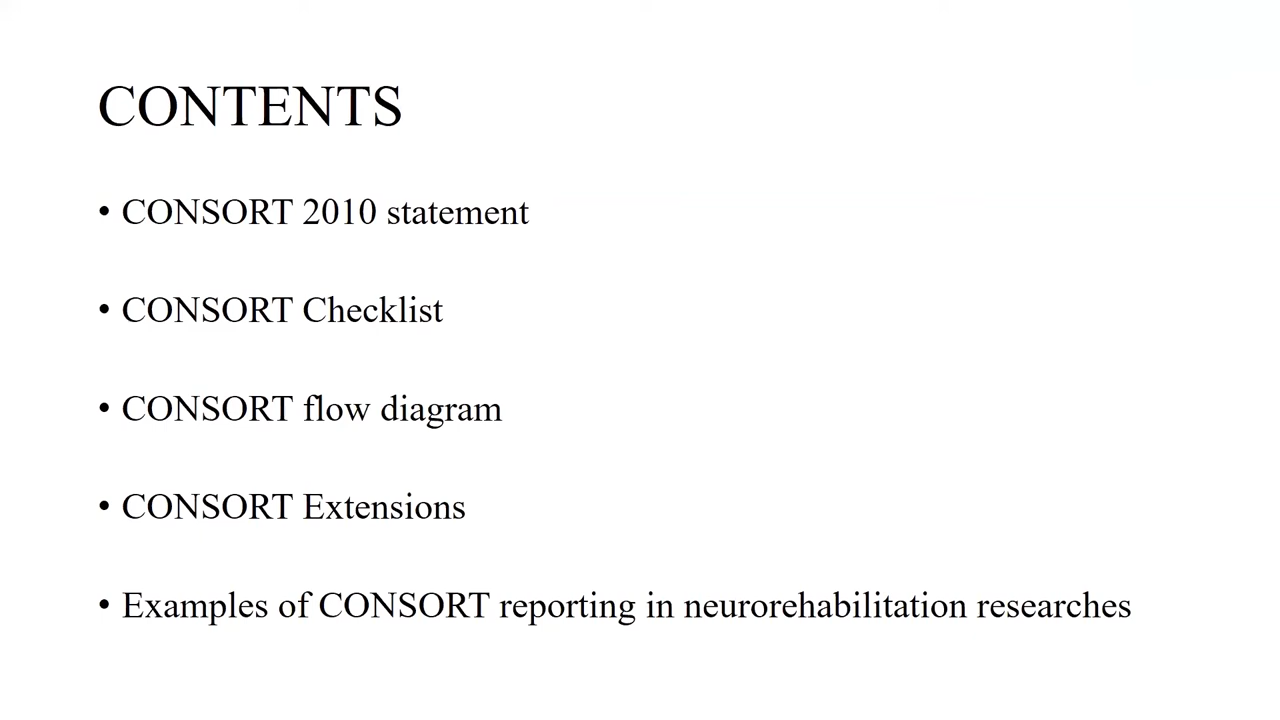 CONTENTS
• CONSORT 2010 statement
• CONSORT Checklist
• CONSORT flow diagram
• CONSORT Extensions
• Examples of CONSORT reporting in neurorehabilitation researches